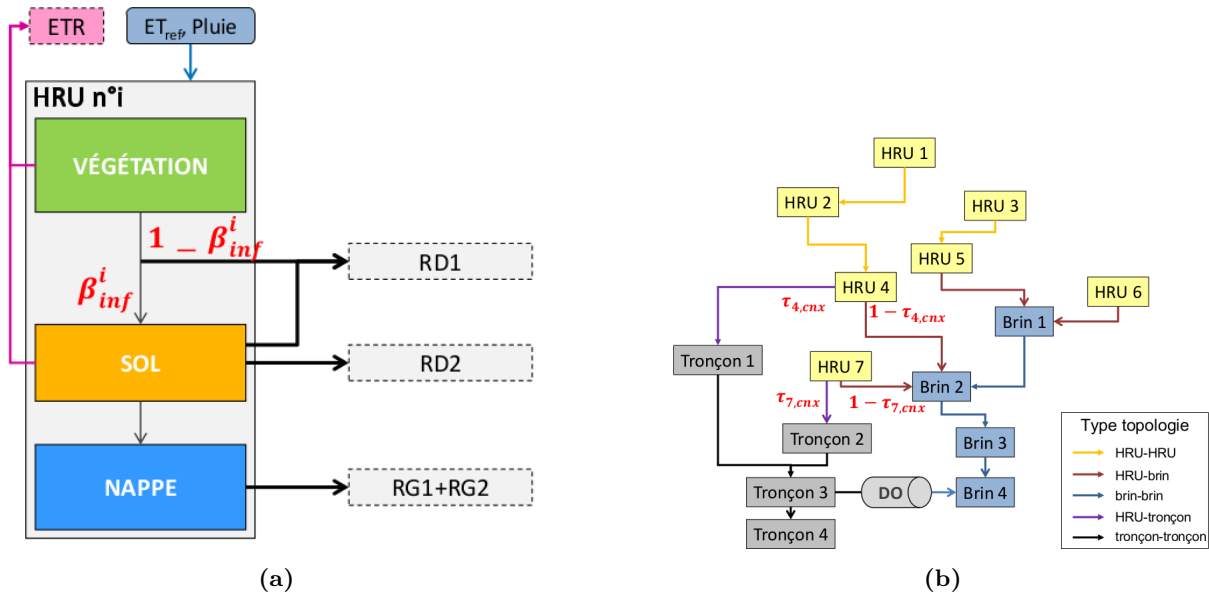 ETR
ET_ref, Pluie
HRU n°i
VÉGÉTATION
1 − β^i_inf
RD1
β^i_inf
SOL
RD2
NAPPE
RG1+RG2
(a)
HRU 1
HRU 2
HRU 3
HRU 5
HRU 4
HRU 6
τ_4,cnx
1 − τ_4,cnx
Brin 1
Tronçon 1
HRU 7
Brin 2
τ_7,cnx
1 − τ_7,cnx
Tronçon 2
Brin 3
Tronçon 3
DO
Brin 4
Tronçon 4
Type topologie
HRU-HRU
HRU-brin
brin-brin
HRU-tronçon
tronçon-tronçon
(b)